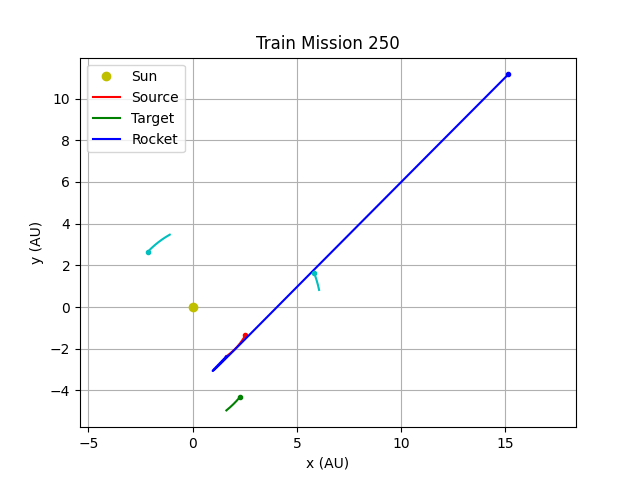 Train Mission 250
Sun
Source
Target
Rocket
10
8
6
4
2
0
−2
−4
y (AU)
−5
0
5
10
15
x (AU)